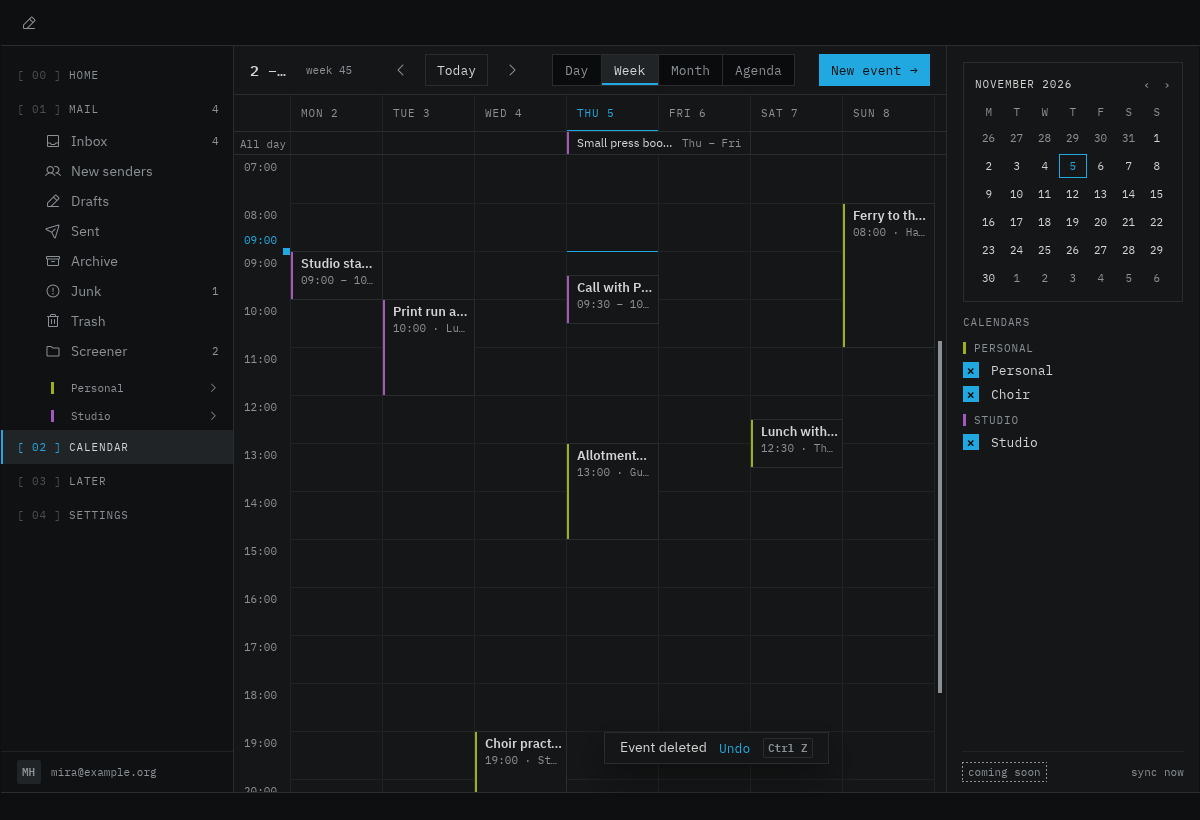 [ 00 ] HOME
[ 01 ] MAIL 4
Inbox 4
New senders
Drafts
Sent
Archive
Junk 1
Trash
Screener 2
Personal
Studio
[ 02 ] CALENDAR
[ 03 ] LATER
[ 04 ] SETTINGS
MH mira@example.org
2 –… week 45 Today Day Week Month Agenda New event →
MON 2 TUE 3 WED 4 THU 5 FRI 6 SAT 7 SUN 8
All day Small press boo… Thu – Fri
07:00
08:00
09:00
09:00
10:00
11:00
12:00
13:00
14:00
15:00
16:00
17:00
18:00
19:00
20:00
Studio sta…
09:00 – 10…
Print run a…
10:00 · Lu…
Choir pract…
19:00 · St…
Call with P…
09:30 – 10…
Allotment…
13:00 · Gu…
Lunch with…
12:30 · Th…
Ferry to th…
08:00 · Ha…
Event deleted Undo Ctrl Z
NOVEMBER 2026 ‹ ›
M T W T F S S
26 27 28 29 30 31 1
2 3 4 5 6 7 8
9 10 11 12 13 14 15
16 17 18 19 20 21 22
23 24 25 26 27 28 29
30 1 2 3 4 5 6
CALENDARS
PERSONAL
Personal
Choir
STUDIO
Studio
coming soon sync now